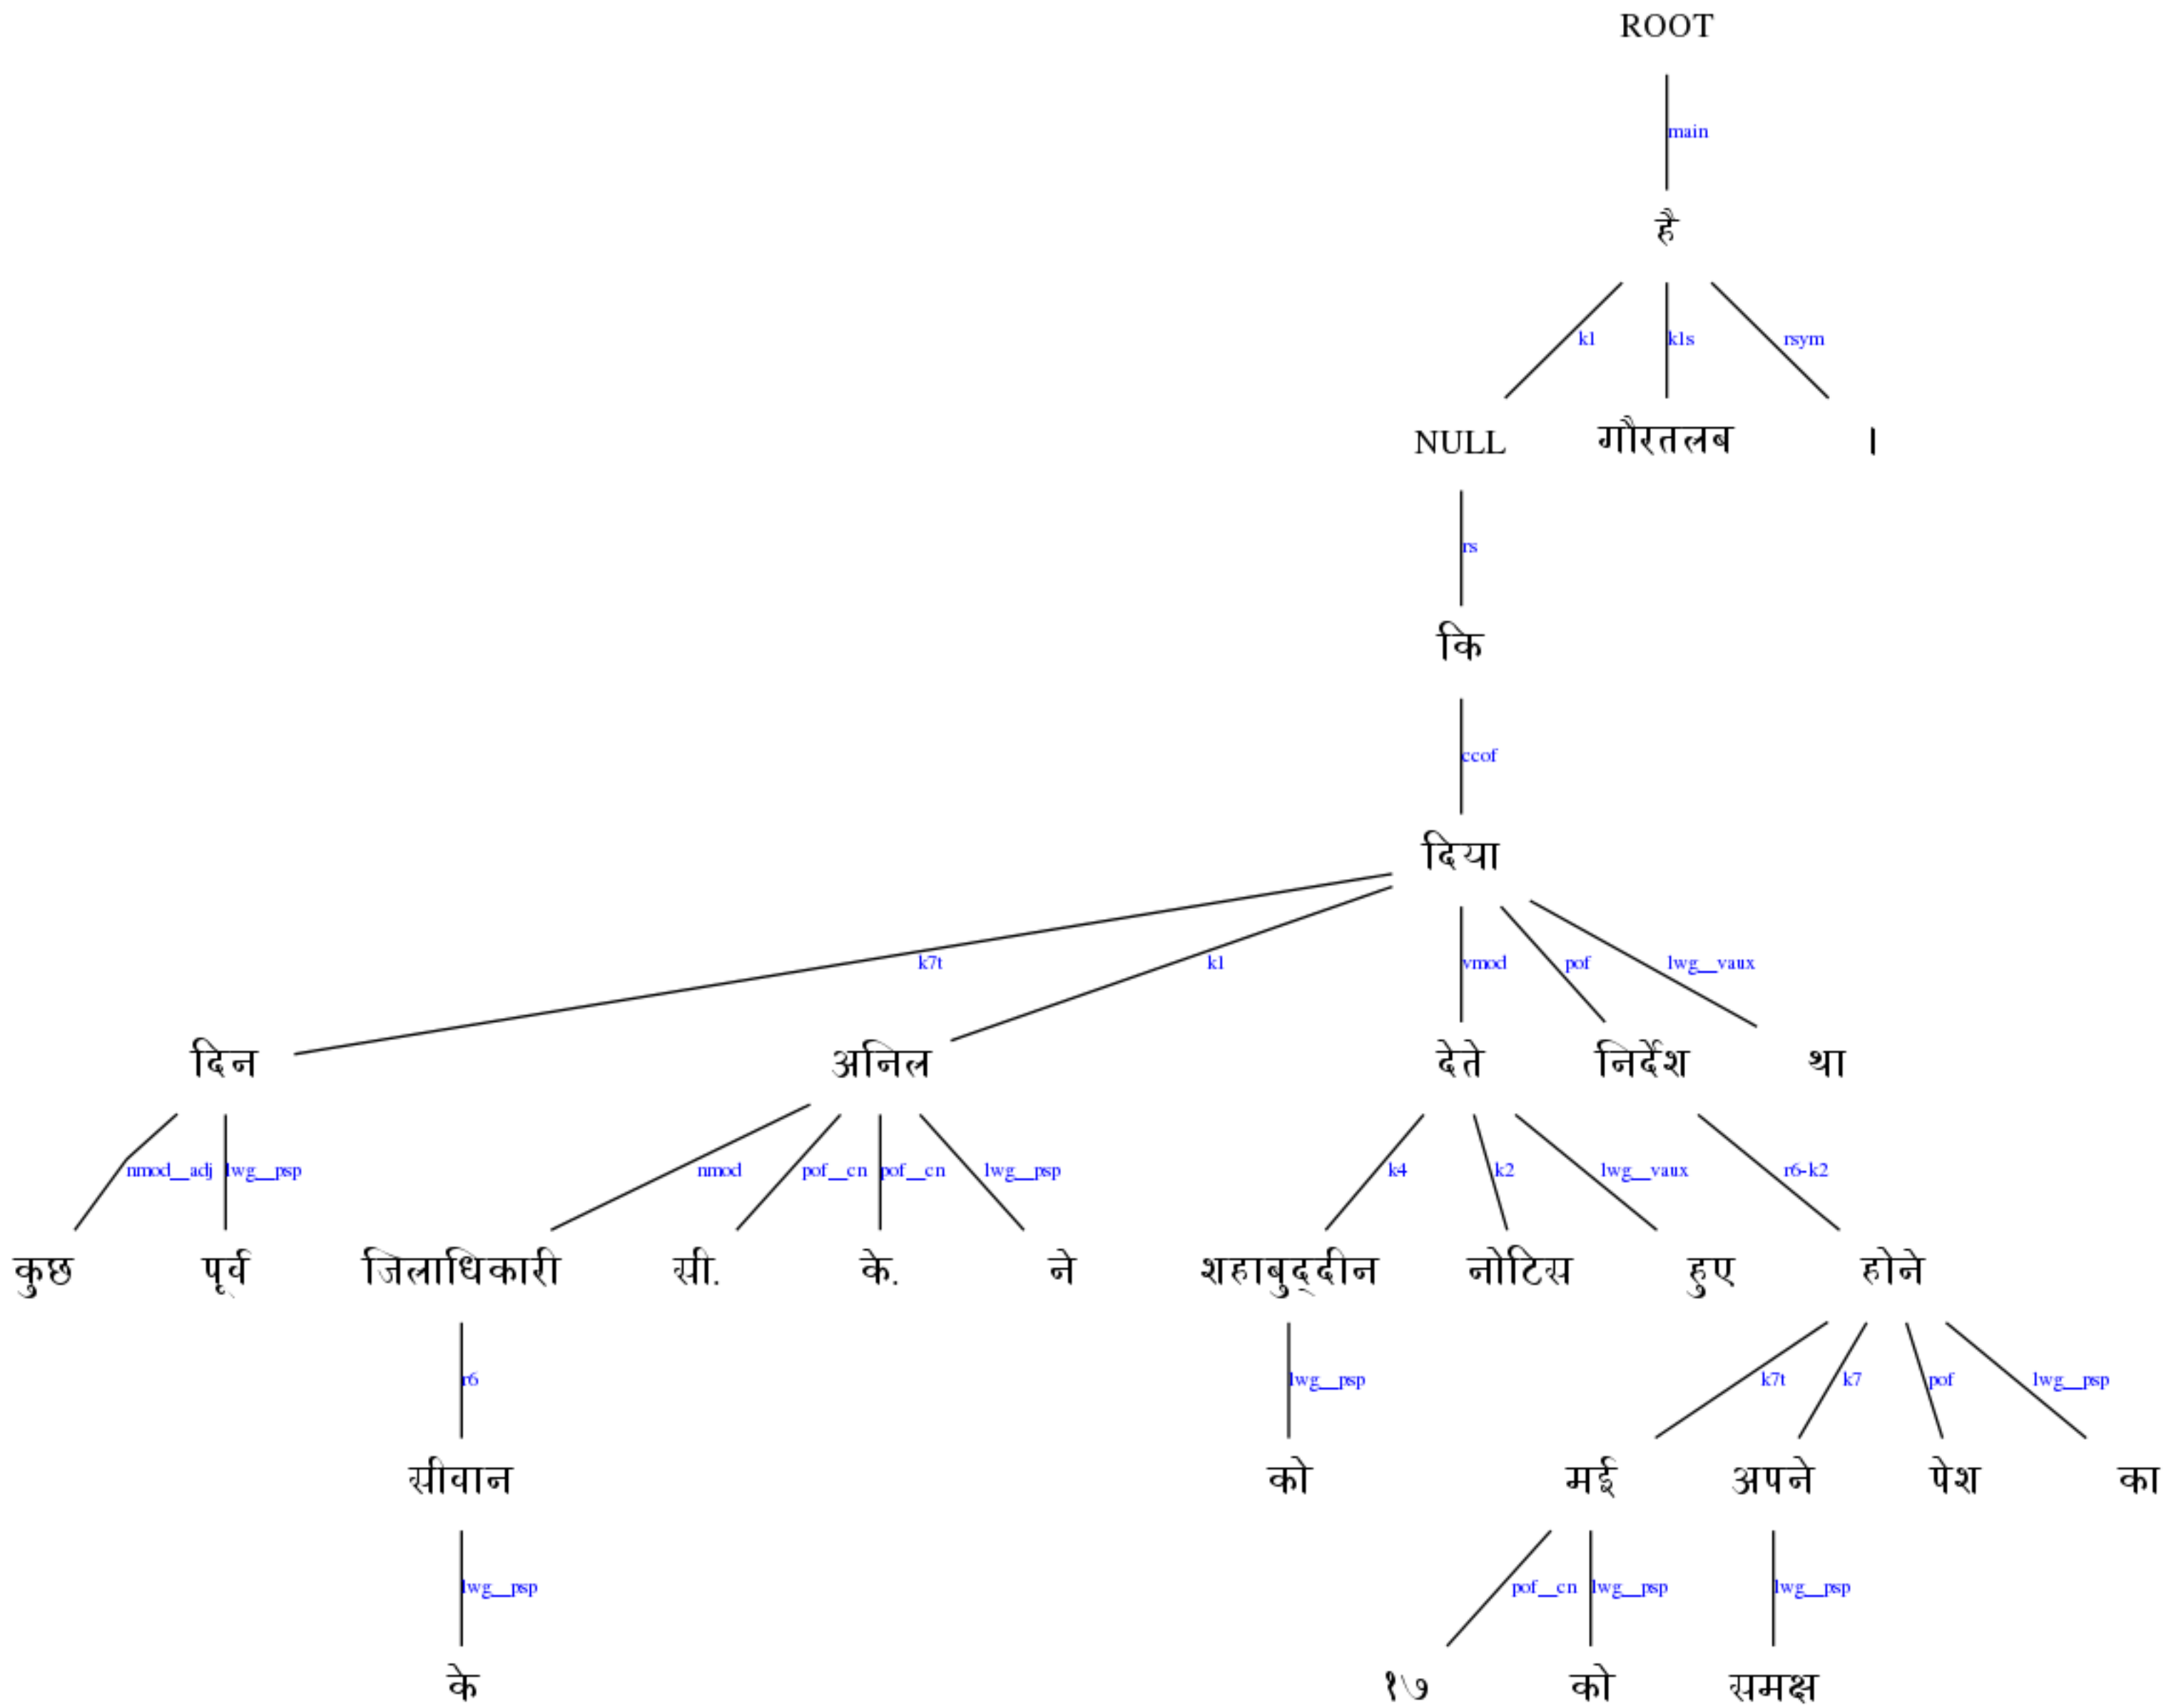 ROOT
main
है
k1 k1s rsym
NULL गौरतलब ।
rs
कि
ccof
दिया
k7t k1 vmod pof lwg__vaux
दिन अनिल देते निर्देश था
nmod__adj lwg__psp nmod pof__cn pof__cn lwg__psp k4 k2 lwg__vaux r6-k2
कुछ पूर्व जिलाधिकारी सी. के. ने शहाबुद्दीन नोटिस हुए होने
r6 lwg__psp k7t k7 pof lwg__psp
सीवान को मई अपने पेश का
lwg__psp pof__cn lwg__psp lwg__psp
के १७ को समक्ष